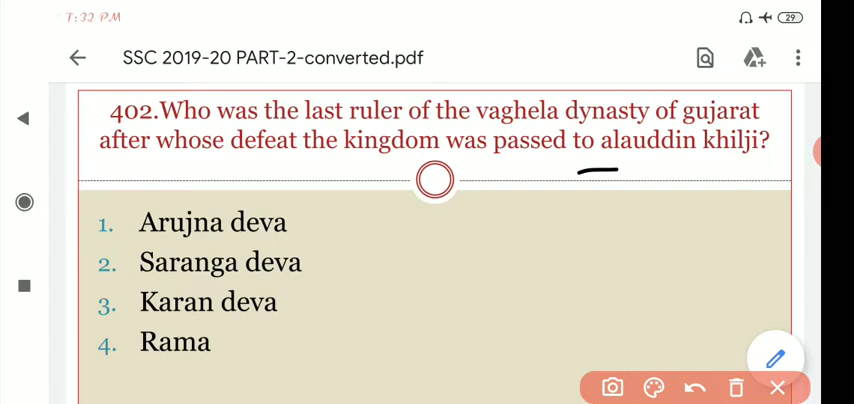 7:32 PM
29
SSC 2019-20 PART-2-converted.pdf
402.Who was the last ruler of the vaghela dynasty of gujarat
after whose defeat the kingdom was passed to alauddin khilji?
1. Arujna deva
2. Saranga deva
3. Karan deva
4. Rama